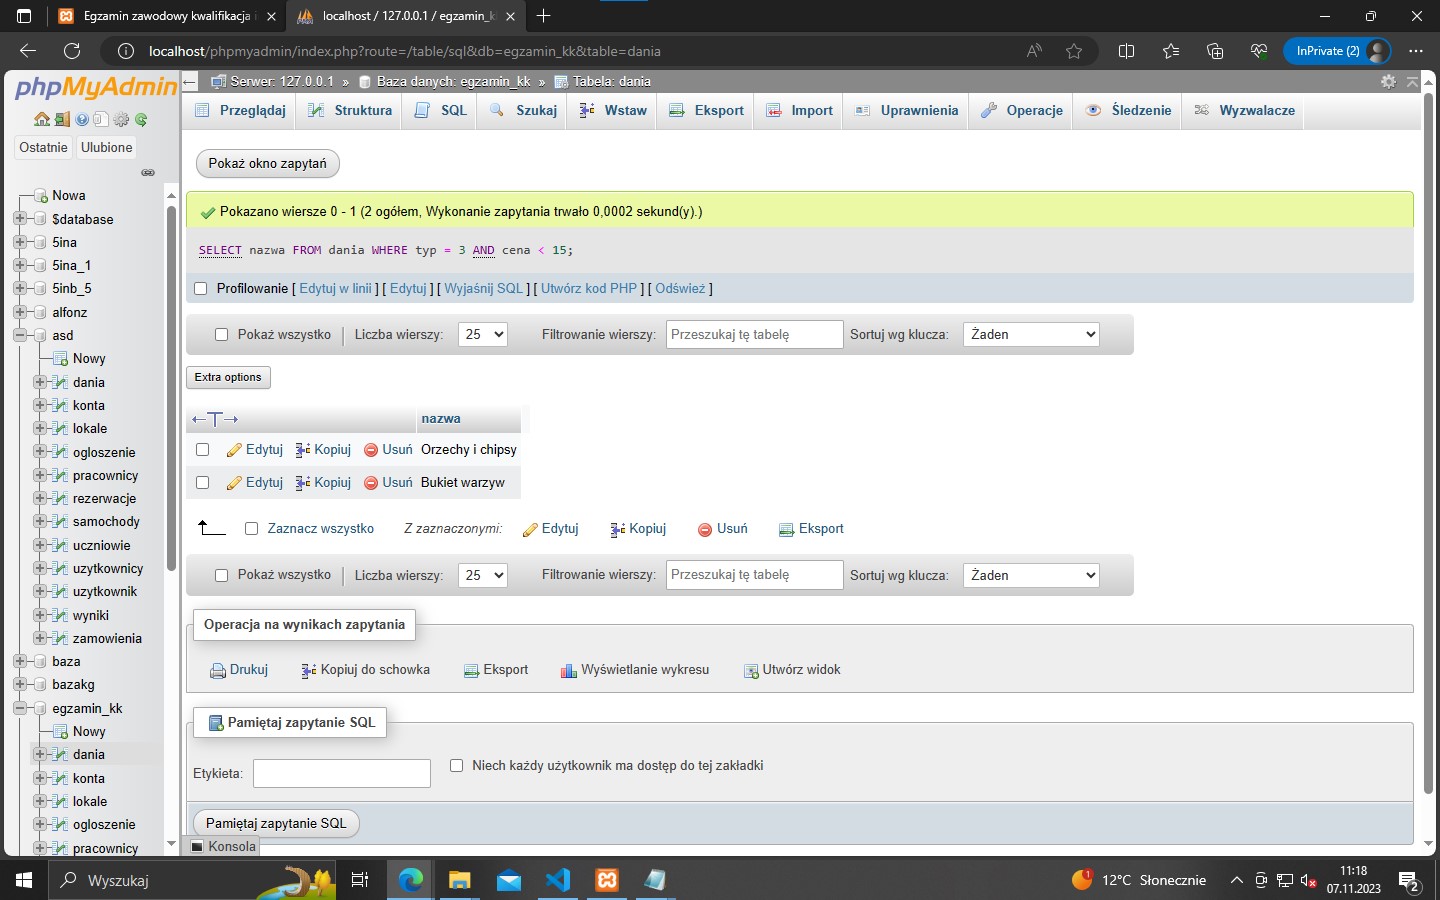 Egzamin zawodowy kwalifikacja
localhost / 127.0.0.1 / egzamin_k
localhost/phpmyadmin/index.php?route=/table/sql&db=egzamin_kk&table=dania
InPrivate (2)
phpMyAdmin
Serwer: 127.0.0.1 » Baza danych: egzamin_kk » Tabela: dania
Przeglądaj Struktura SQL Szukaj Wstaw Eksport Import Uprawnienia Operacje Śledzenie Wyzwalacze
Ostatnie Ulubione
Nowa
$database
5ina
5ina_1
5inb_5
alfonz
asd
Nowy
dania
konta
lokale
ogloszenie
pracownicy
rezerwacje
samochody
uczniowie
uzytkownicy
uzytkownik
wyniki
zamowienia
baza
bazakg
egzamin_kk
Nowy
dania
konta
lokale
ogloszenie
pracownicy
Pokaż okno zapytań
Pokazano wiersze 0 - 1 (2 ogółem, Wykonanie zapytania trwało 0,0002 sekund(y).)
SELECT nazwa FROM dania WHERE typ = 3 AND cena < 15;
Profilowanie [ Edytuj w linii ] [ Edytuj ] [ Wyjaśnij SQL ] [ Utwórz kod PHP ] [ Odśwież ]
Pokaż wszystko | Liczba wierszy: 25 Filtrowanie wierszy: Przeszukaj tę tabelę Sortuj wg klucza: Żaden
Extra options
←T→ nazwa
Edytuj Kopiuj Usuń Orzechy i chipsy
Edytuj Kopiuj Usuń Bukiet warzyw
Zaznacz wszystko Z zaznaczonymi: Edytuj Kopiuj Usuń Eksport
Pokaż wszystko | Liczba wierszy: 25 Filtrowanie wierszy: Przeszukaj tę tabelę Sortuj wg klucza: Żaden
Operacja na wynikach zapytania
Drukuj Kopiuj do schowka Eksport Wyświetlanie wykresu Utwórz widok
Pamiętaj zapytanie SQL
Etykieta: Niech każdy użytkownik ma dostęp do tej zakładki
Pamiętaj zapytanie SQL
Konsola
Wyszukaj
1
12°C Słonecznie
11:18
07.11.2023
2